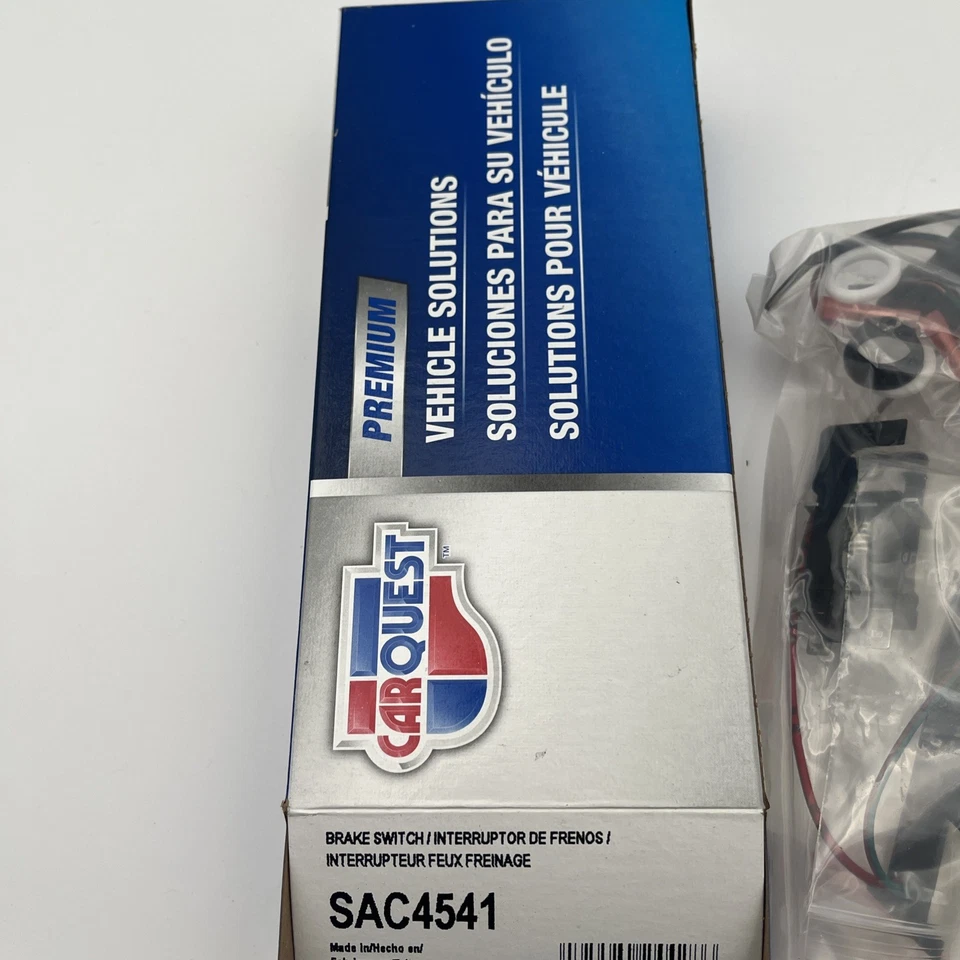 PREMIUM
VEHICLE SOLUTIONS
SOLUCIONES PARA SU VEHÍCULO
SOLUTIONS POUR VÉHICULE
CARQUEST™
BRAKE SWITCH / INTERRUPTOR DE FRENOS /
INTERRUPTEUR FEUX FREINAGE
SAC4541
Made in/Hecho en/